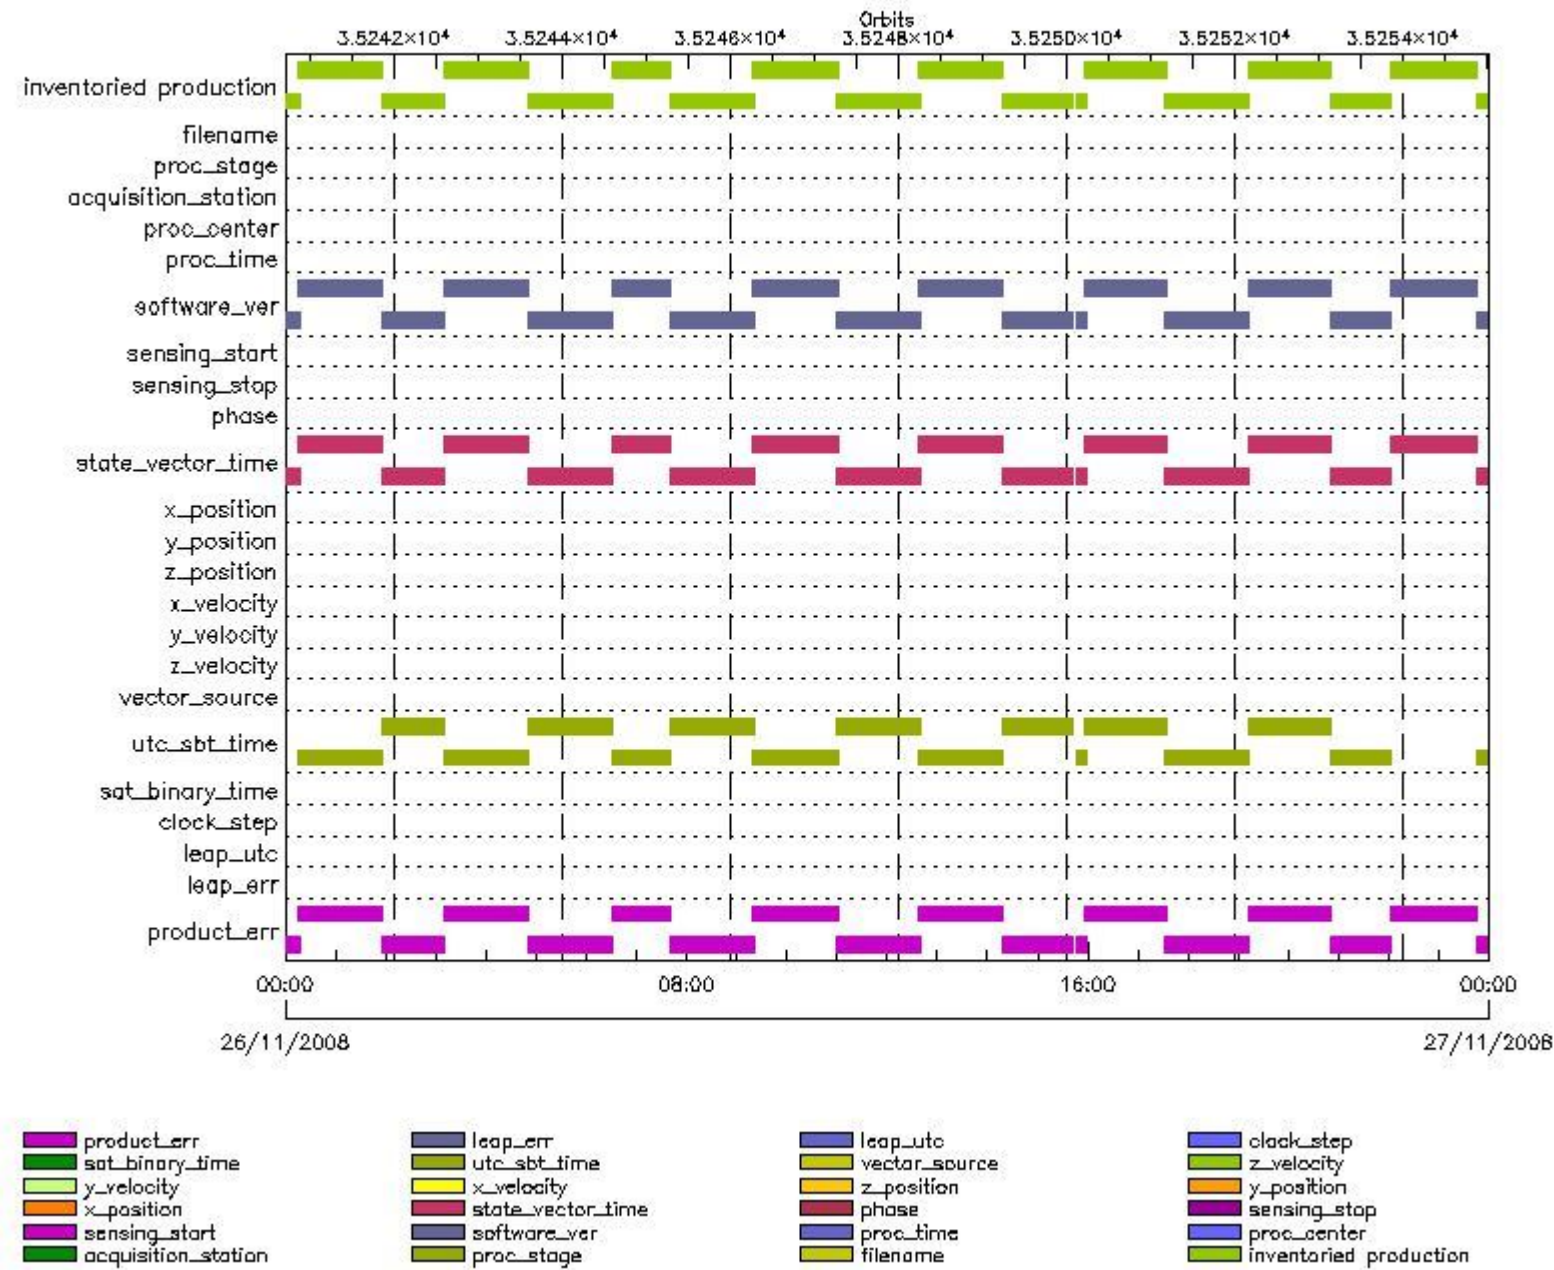 Orbits
3.5242×10⁴ 3.5244×10⁴ 3.5246×10⁴ 3.5248×10⁴ 3.5250×10⁴ 3.5252×10⁴ 3.5254×10⁴
inventoried production
filename
proc_stage
acquisition_station
proc_center
proc_time
software_ver
sensing_start
sensing_stop
phase
state_vector_time
x_position
y_position
z_position
x_velocity
y_velocity
z_velocity
vector_source
utc_sbt_time
sat_binary_time
clock_step
leap_utc
leap_err
product_err
00:00 08:00 16:00 00:00
26/11/2008 27/11/2008
product_err leap_err leap_utc clock_step
sat_binary_time utc_sbt_time vector_source z_velocity
y_velocity x_velocity z_position y_position
x_position state_vector_time phase sensing_stop
sensing_start software_ver proc_time proc_center
acquisition_station proc_stage filename inventoried production